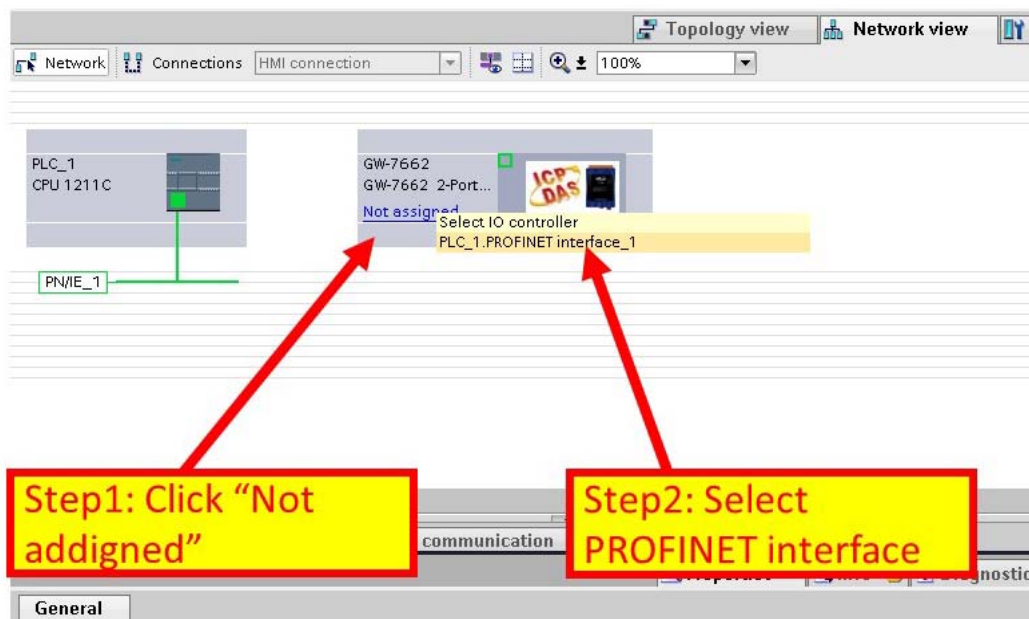 Topology view
Network view
Network
Connections
HMI connection
100%
PLC_1
CPU 1211C
GW-7662
GW-7662 2-Port...
ICP
DAS
Not assigned
Select IO controller
PLC_1.PROFINET interface_1
PN/IE_1
Step1: Click “Not
addigned”
Step2: Select
PROFINET interface
communication
General